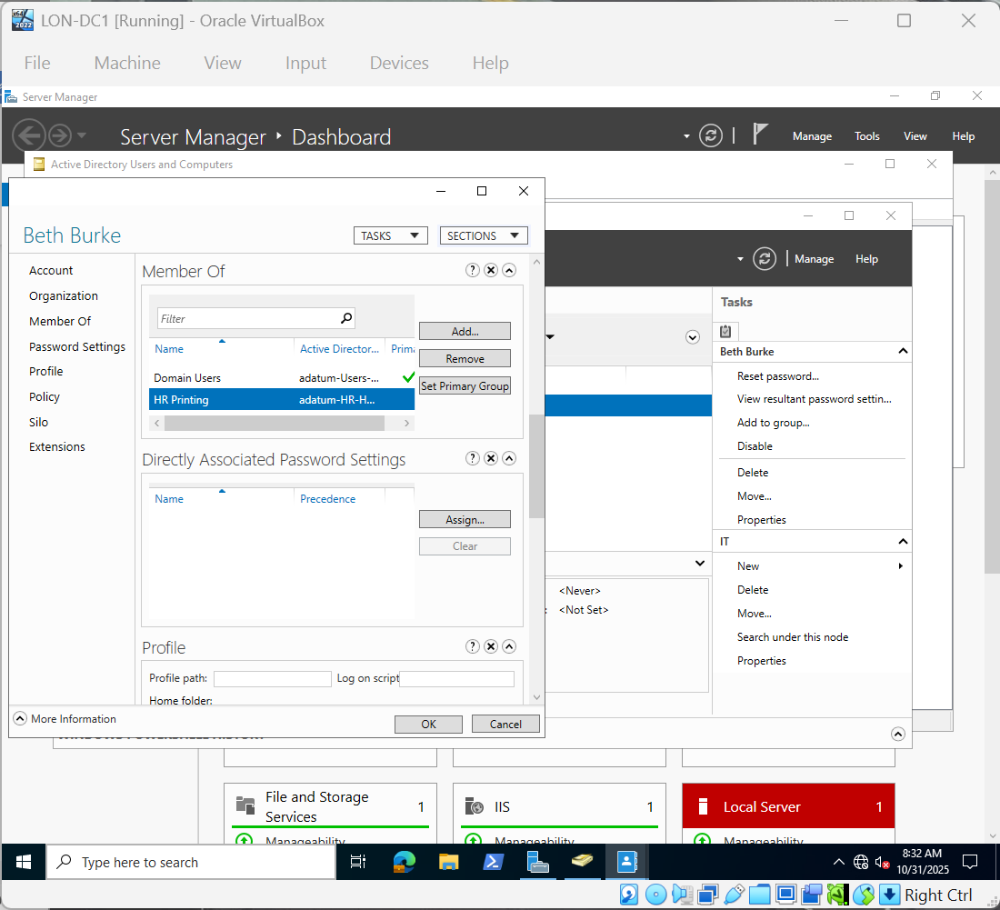 LON-DC1 [Running] - Oracle VirtualBox
File Machine View Input Devices Help
Server Manager
Server Manager Dashboard
Manage Tools View Help
Active Directory Users and Computers
Beth Burke
TASKS
SECTIONS
Account
Organization
Member Of
Password Settings
Profile
Policy
Silo
Extensions
Member Of
Filter
Name Active Director...
Domain Users adatum-Users-...
HR Printing adatum-HR-H...
Add...
Remove
Set Primary Group
Directly Associated Password Settings
Name Precedence
Assign...
Clear
Profile
Profile path:
Log on script
Home folder:
More Information
OK
Cancel
Manage Help
Tasks
Beth Burke
Reset password...
View resultant password settin...
Add to group...
Disable
Delete
Move...
Properties
IT
New
Delete
Move...
Search under this node
Properties
<Never>
<Not Set>
File and Storage
Services
1
IIS 1
Local Server 1
Manageability
Manageability
Manageability
Type here to search
8:32 AM
10/31/2025
Right Ctrl